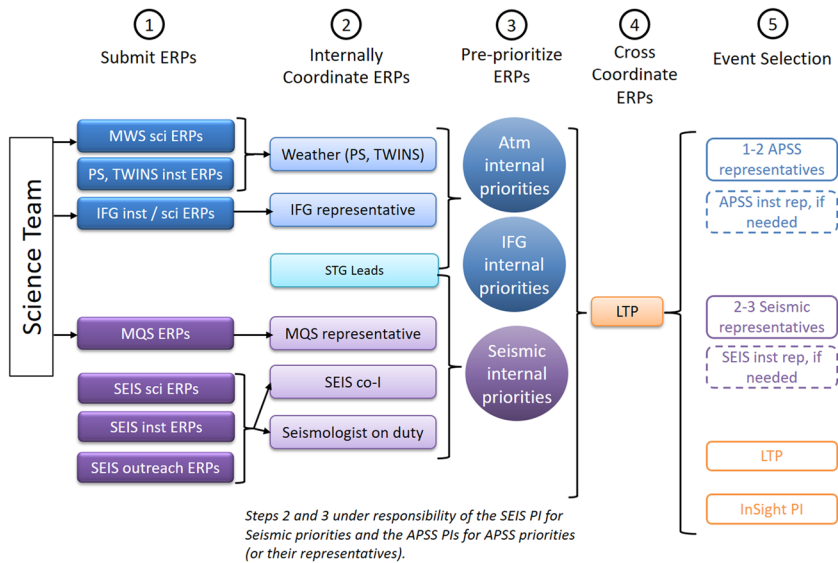 1
Submit ERPs
2
Internally
Coordinate ERPs
3
Pre-prioritize
ERPs
4
Cross
Coordinate
ERPs
5
Event Selection
Science Team
MWS sci ERPs
PS, TWINS inst ERPs
IFG inst / sci ERPs
MQS ERPs
SEIS sci ERPs
SEIS inst ERPs
SEIS outreach ERPs
Weather (PS, TWINS)
IFG representative
STG Leads
MQS representative
SEIS co-I
Seismologist on duty
Atm
internal
priorities
IFG
internal
priorities
Seismic
internal
priorities
LTP
1-2 APSS
representatives
APSS inst rep, if
needed
2-3 Seismic
representatives
SEIS inst rep, if
needed
LTP
InSight PI
Steps 2 and 3 under responsibility of the SEIS PI for
Seismic priorities and the APSS PIs for APSS priorities
(or their representatives).